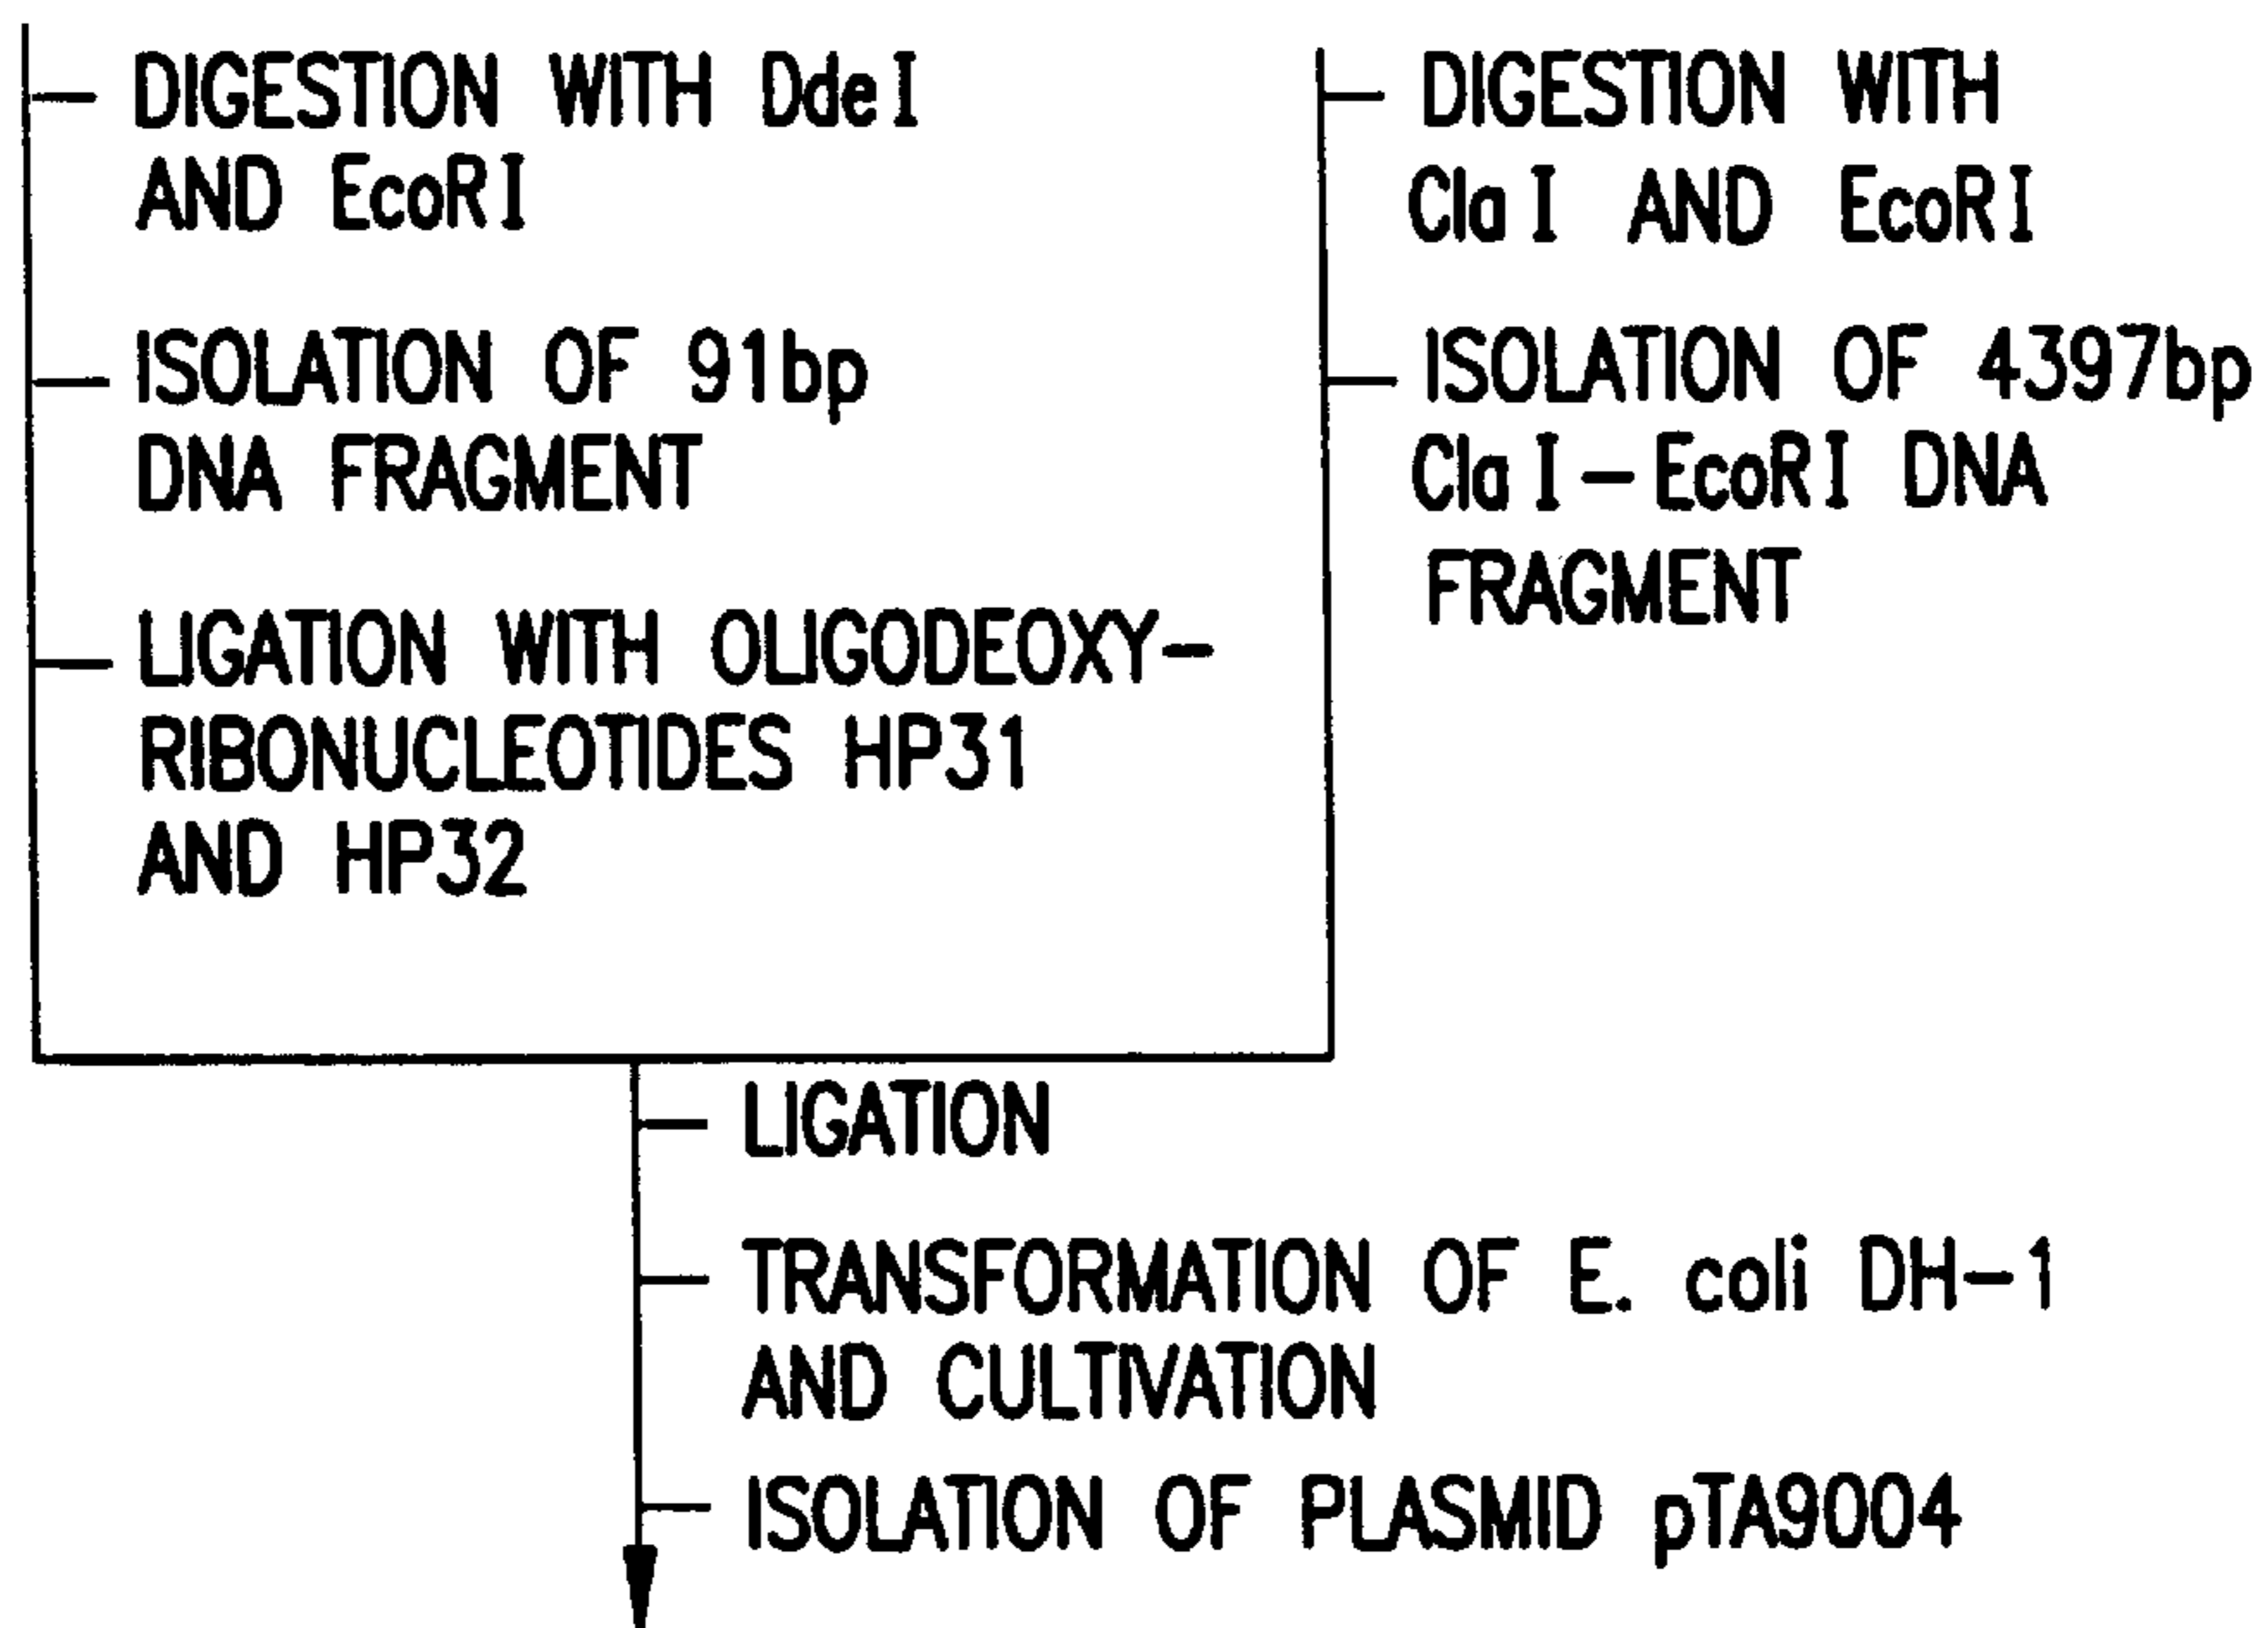 DIGESTION WITH DdeI
AND EcoRI
ISOLATION OF 91bp
DNA FRAGMENT
LIGATION WITH OLIGODEOXY-
RIBONUCLEOTIDES HP31
AND HP32
DIGESTION WITH
ClaI AND EcoRI
ISOLATION OF 4397bp
ClaI-EcoRI DNA
FRAGMENT
LIGATION
TRANSFORMATION OF E. coli DH-1
AND CULTIVATION
ISOLATION OF PLASMID pTA9004